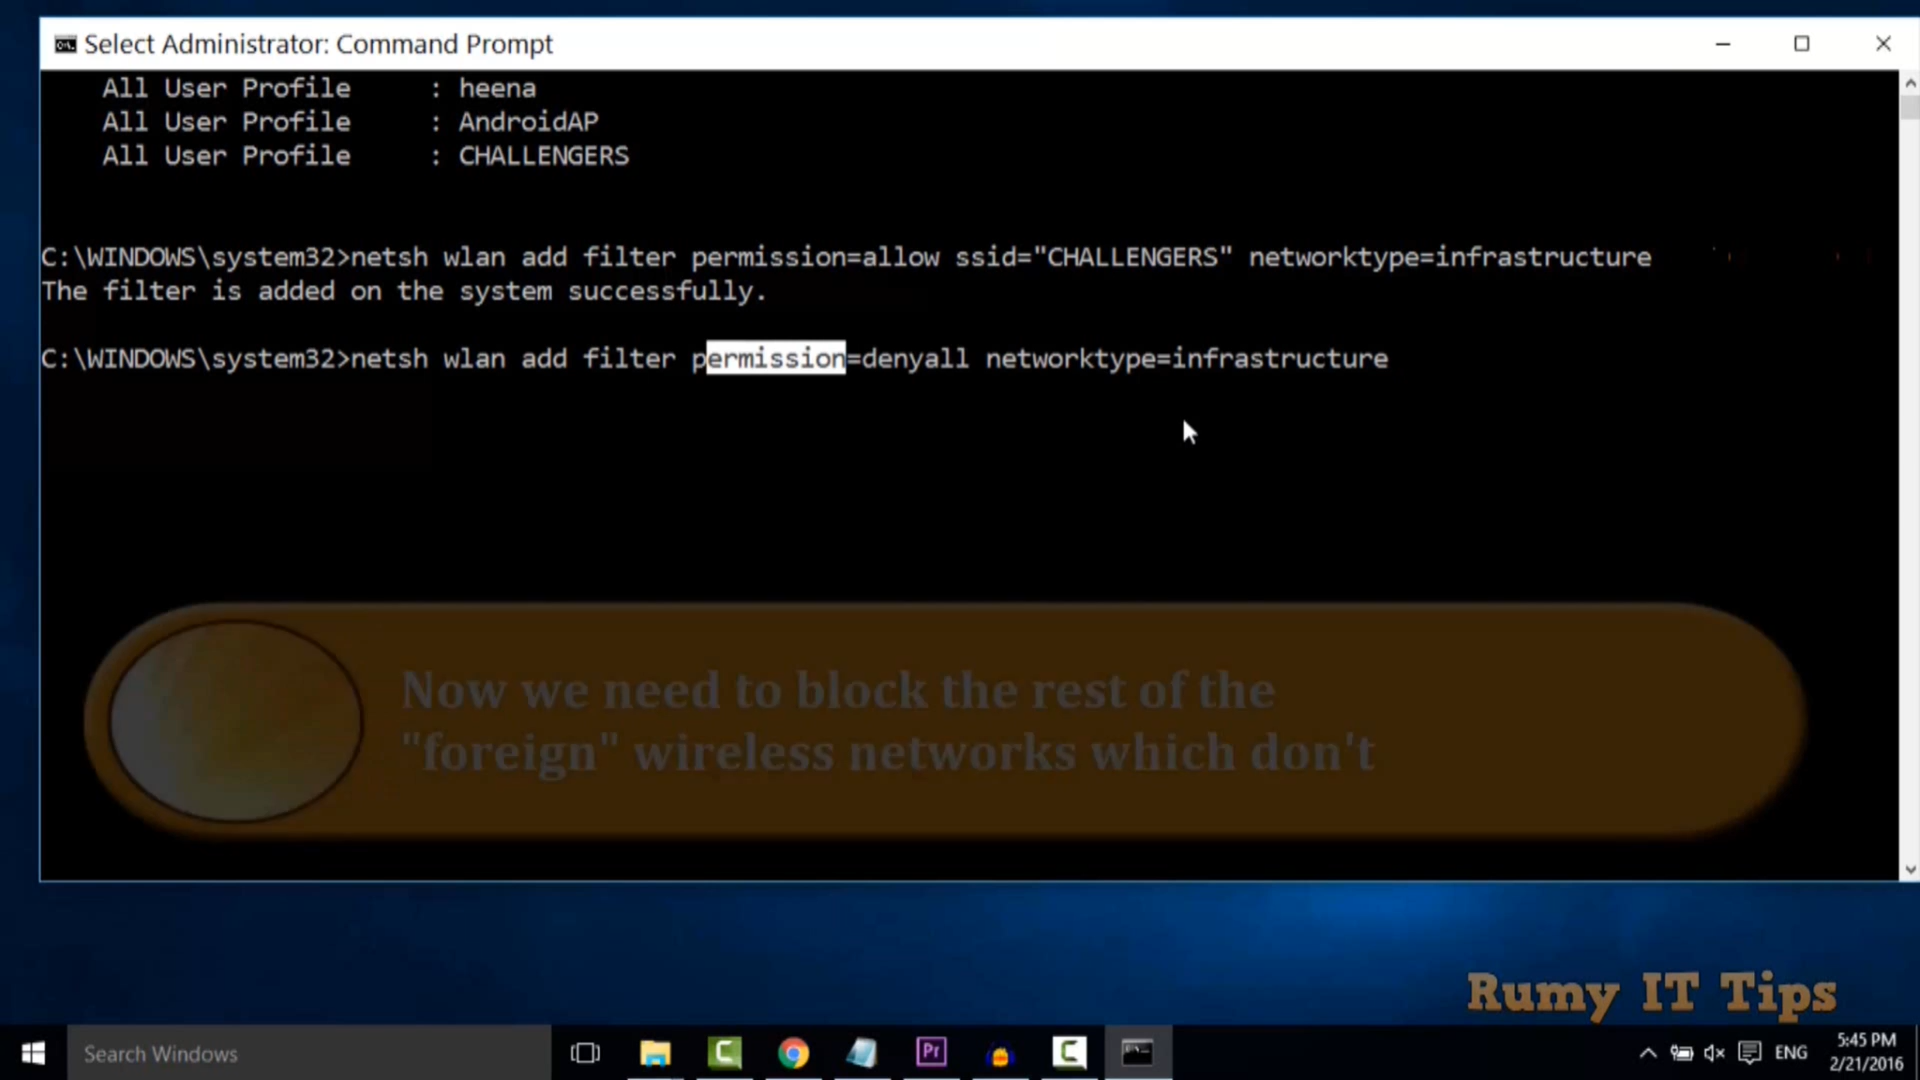 Select Administrator: Command Prompt
All User Profile : heena
All User Profile : AndroidAP
All User Profile : CHALLENGERS
C:\WINDOWS\system32>netsh wlan add filter permission=allow ssid="CHALLENGERS" networktype=infrastructure
The filter is added on the system successfully.
C:\WINDOWS\system32>netsh wlan add filter permission=denyall networktype=infrastructure
Now we need to block the rest of the
"foreign" wireless networks which don't
Rumy IT Tips
Search Windows
Pr
ENG
5:45 PM
2/21/2016